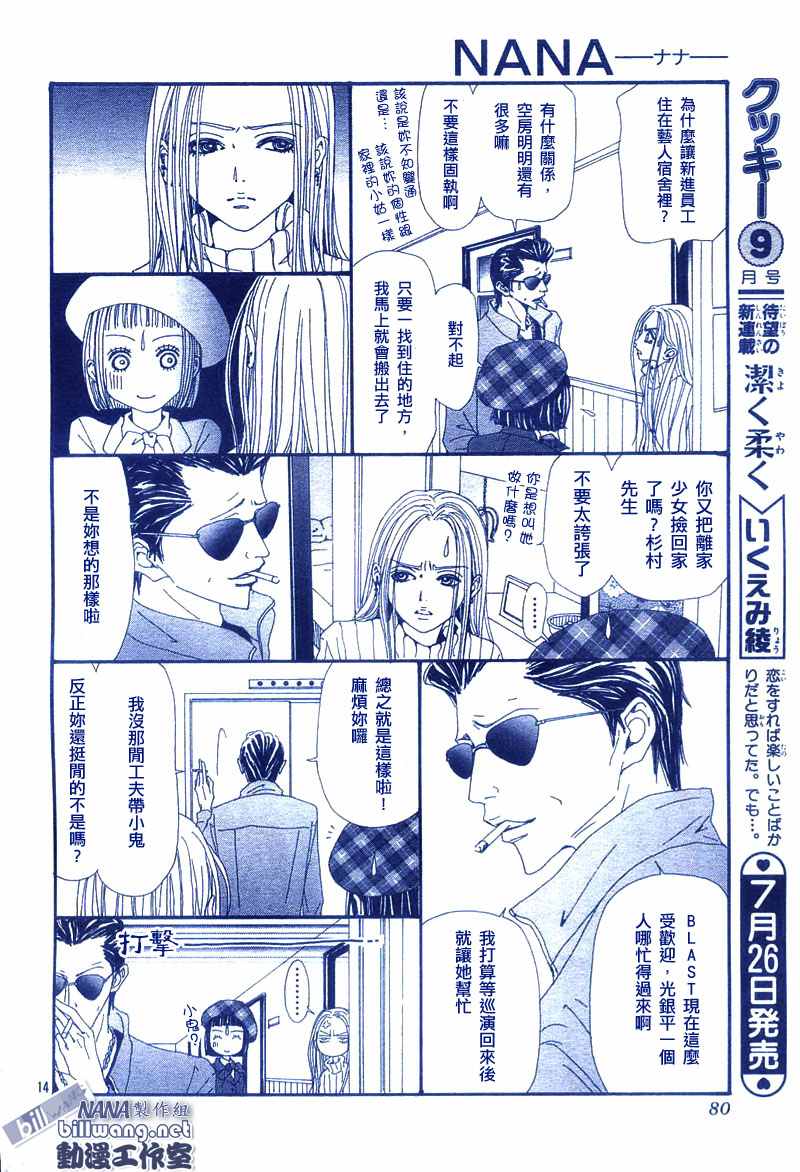 NANA—ナナ—
為什麼讓新進員工
住在藝人宿舍裡?
有什麼關係,
空房明明還有
很多嘛
不要這樣固執啊
該說是妳不知變通
還是…該說妳的個性跟
家裡的小姑一樣
對不起
只要一找到住的地方,
我馬上就會搬出去了
你又把離家
少女撿回家
了嗎?杉村
先生
不要太誇張了
你是想叫她
做什麼嗎?
不是妳想的那樣啦
BLAST現在這麼
受歡迎,光銀平一個
人哪忙得過來啊
我打算等巡演回來後
就讓她幫忙
總之就是這樣啦!
麻煩妳囉
我沒那閒工夫帶小鬼
反正妳還挺閒的不是嗎?
打擊
……
小鬼?
14
80
クッキー9月号
待望の
新連載
潔く柔く
いくえみ綾
恋をすれば楽しいことばか
りだと思ってた。でも…。
♥7月26日発売♥
bill wang
NANA製作組
billwang.net
動漫工作室